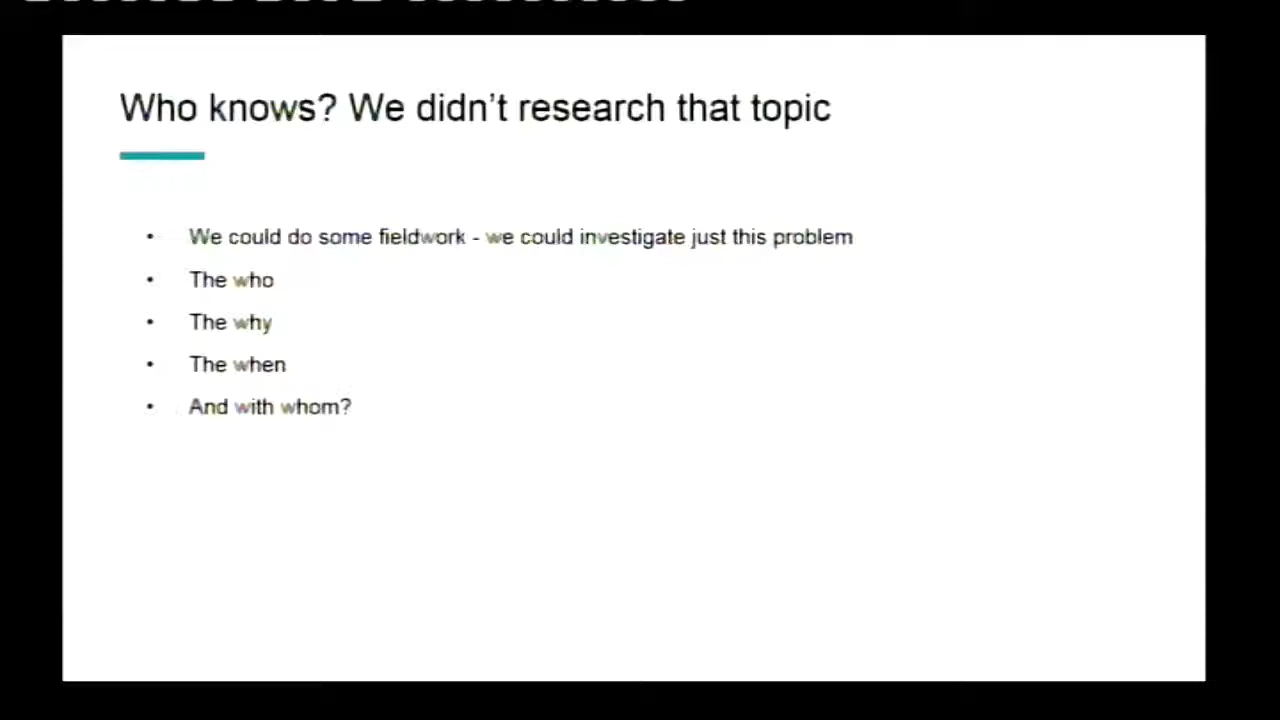 Who knows? We didn't research that topic
• We could do some fieldwork - we could investigate just this problem
• The who
• The why
• The when
• And with whom?